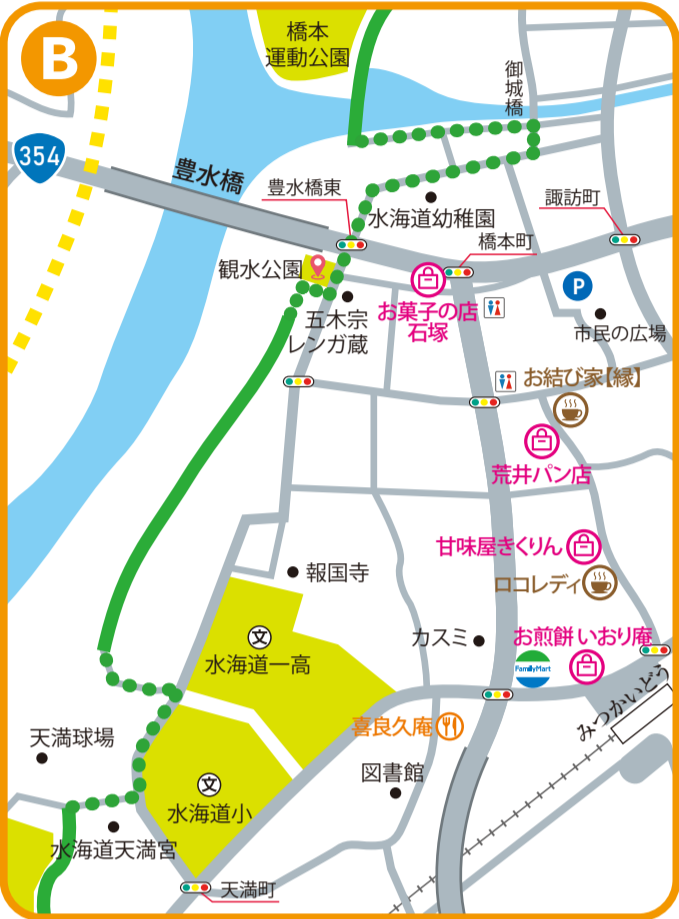 B
橋本
運動公園
御城橋
354
豊水橋
豊水橋東
水海道幼稚園
諏訪町
橋本町
観水公園
P
お菓子の店
石塚
五木宗
レンガ蔵
市民の広場
お結び家【縁】
荒井パン店
甘味屋きくりん
報国寺
ロコレディ
文
水海道一高
カスミ
お煎餅 いおり庵
FamilyMart
みつかいどう
喜良久庵
天満球場
図書館
文
水海道小
水海道天満宮
天満町